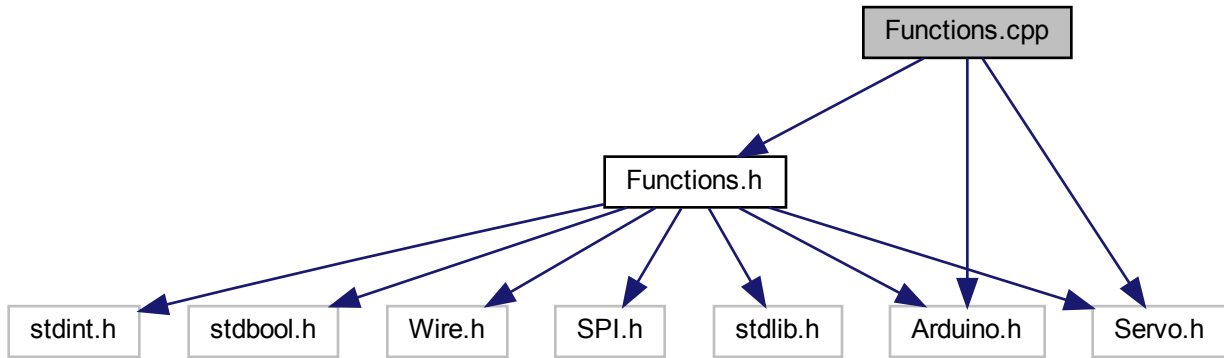 Functions.cpp
Functions.h
stdint.h
stdbool.h
Wire.h
SPI.h
stdlib.h
Arduino.h
Servo.h